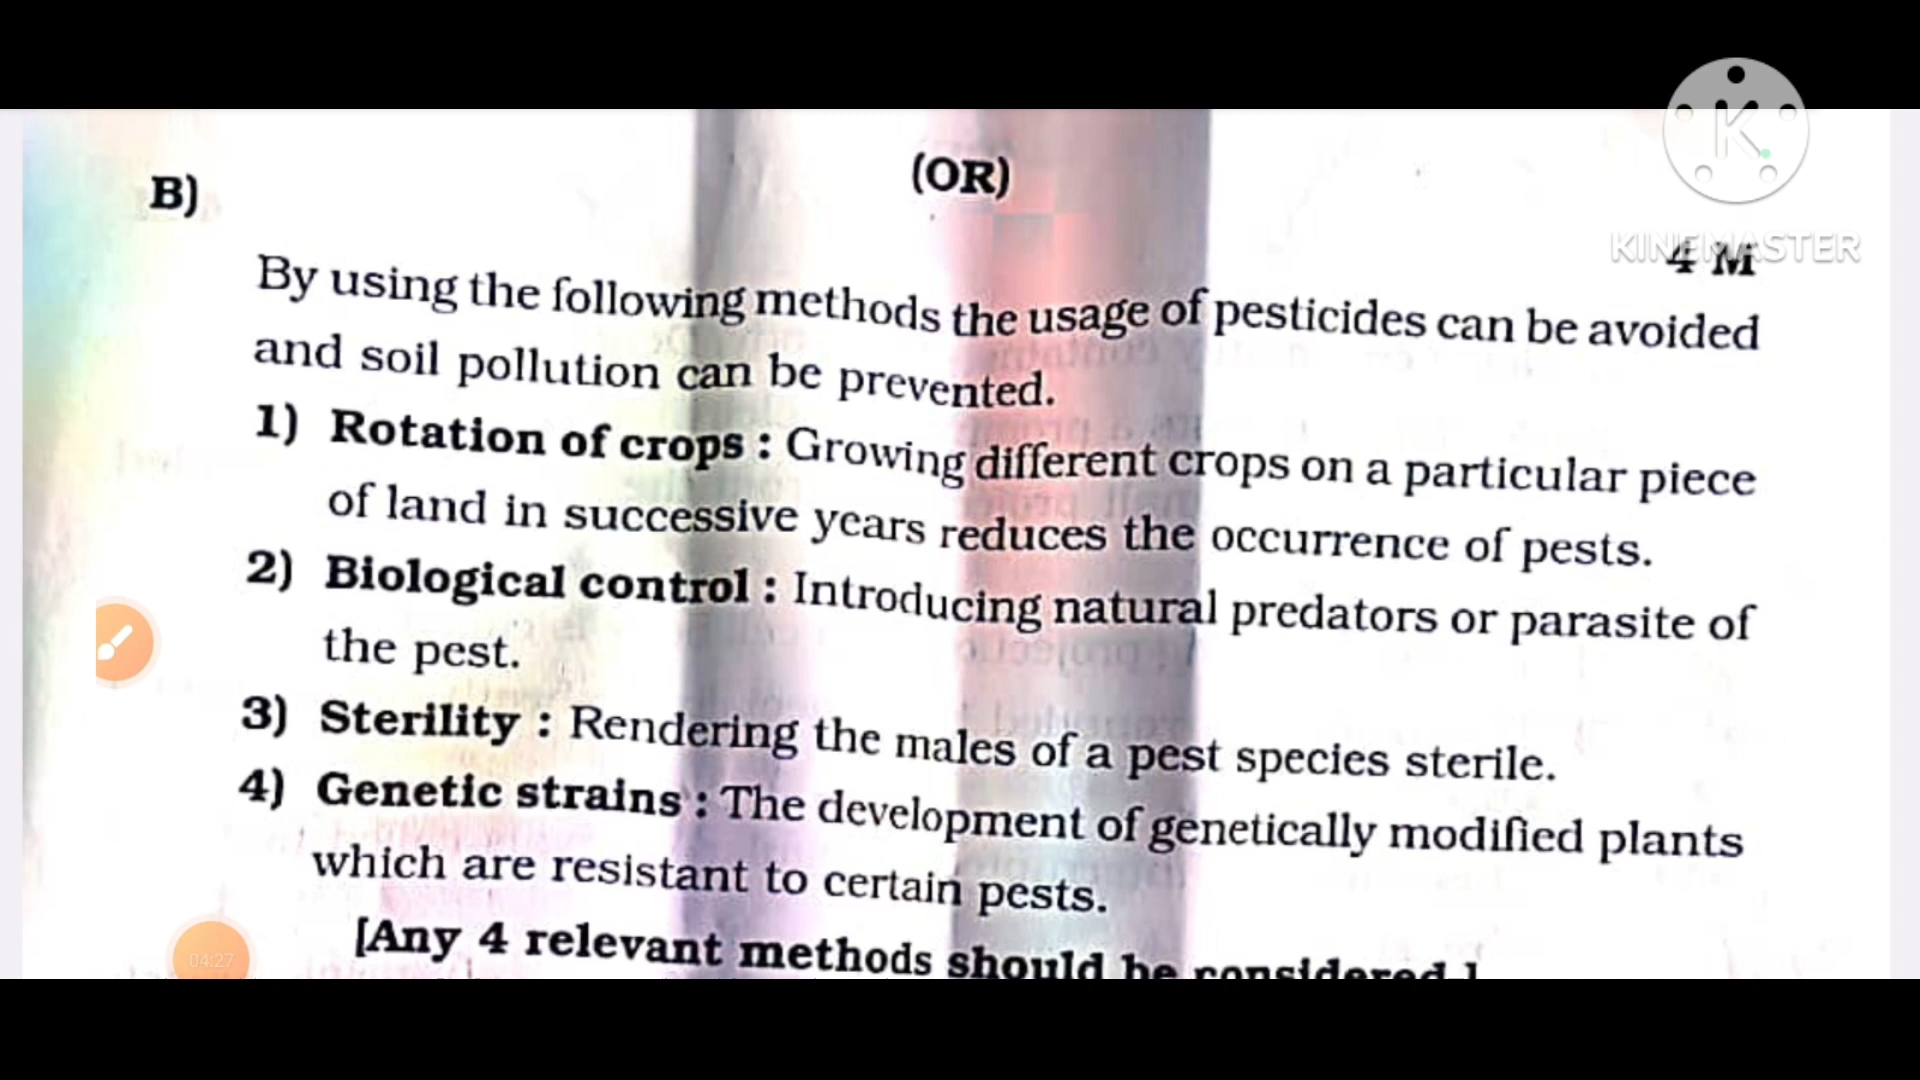 (OR)
B)
4 M
KINEMASTER
By using the following methods the usage of pesticides can be avoided
and soil pollution can be prevented.
1) Rotation of crops : Growing different crops on a particular piece
of land in successive years reduces the occurrence of pests.
2) Biological control : Introducing natural predators or parasite of
the pest.
3) Sterility : Rendering the males of a pest species sterile.
4) Genetic strains : The development of genetically modified plants
which are resistant to certain pests.
[Any 4 relevant methods should be considered.]
04:27